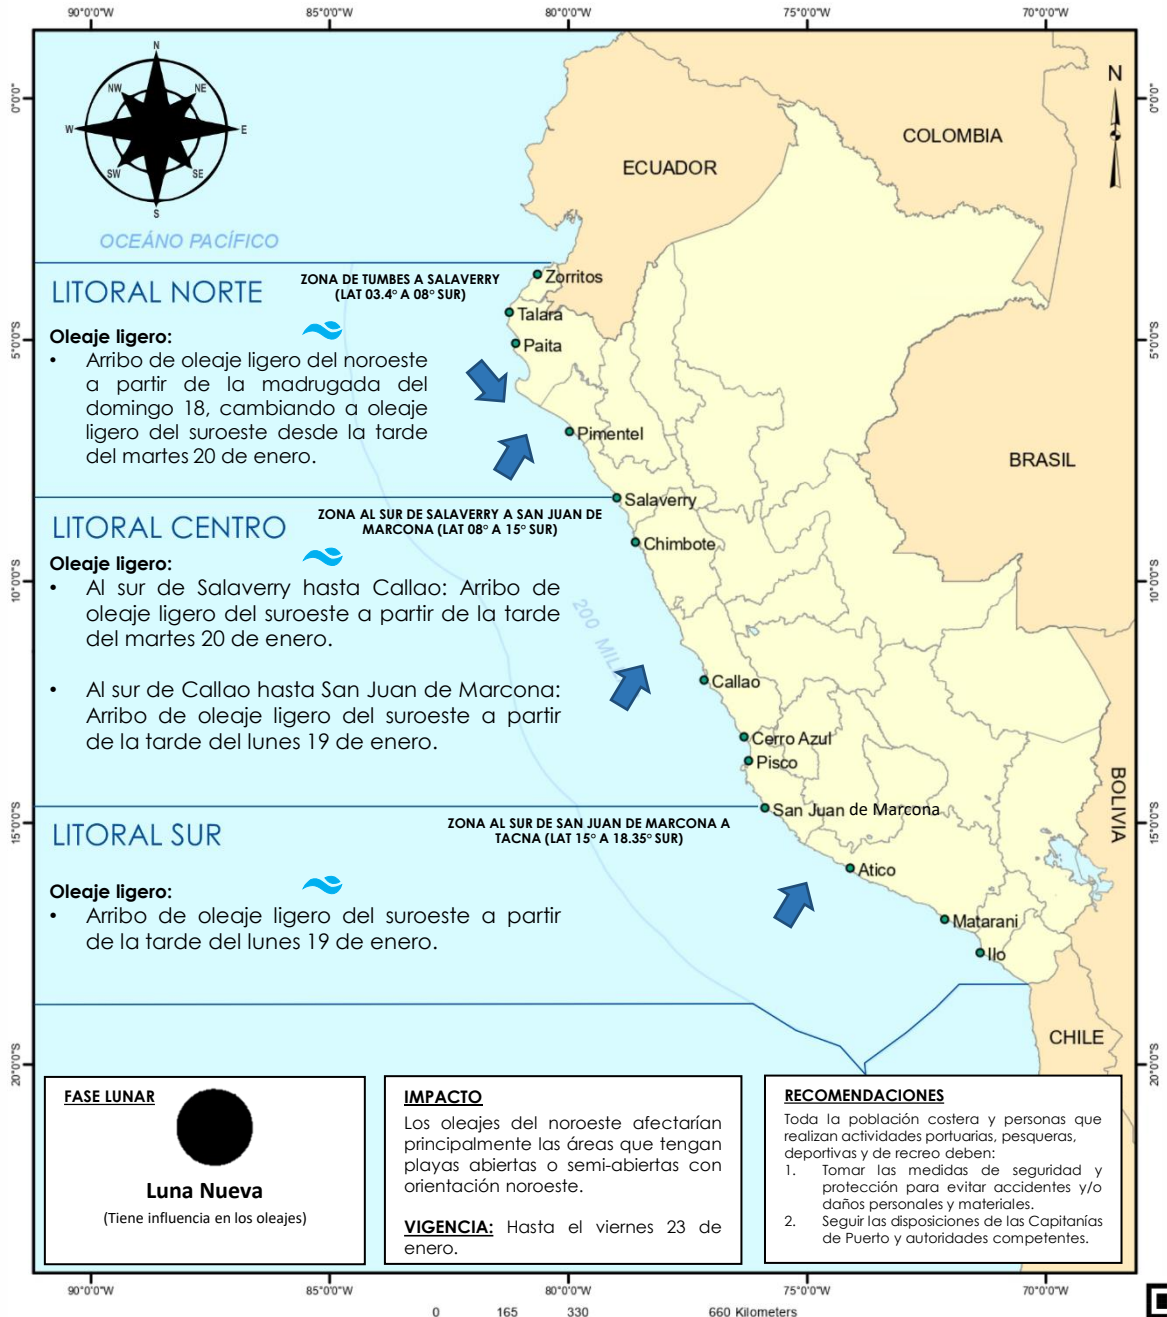 90°0'0"W 85°0'0"W 80°0'0"W 75°0'0"W 70°0'0"W
N
NW NE
W E
SW SE
S
N
0°0'0" 0°0'0"
COLOMBIA
ECUADOR
OCEÁNO PACÍFICO
LITORAL NORTE
ZONA DE TUMBES A SALAVERRY
(LAT 03.4° A 08° SUR)
Zorritos
Talara
Paita
5°0'0"S 5°0'0"S
Oleaje ligero:
• Arribo de oleaje ligero del noroeste
a partir de la madrugada del
domingo 18, cambiando a oleaje
ligero del suroeste desde la tarde
del martes 20 de enero.
Pimentel
BRASIL
Salaverry
LITORAL CENTRO
ZONA AL SUR DE SALAVERRY A SAN JUAN DE
MARCONA (LAT 08° A 15° SUR)
Chimbote
Oleaje ligero:
• Al sur de Salaverry hasta Callao: Arribo de
oleaje ligero del suroeste a partir de la tarde
del martes 20 de enero.
10°0'0"S 10°0'0"S
200 MIL
• Al sur de Callao hasta San Juan de Marcona:
Arribo de oleaje ligero del suroeste a partir
de la tarde del lunes 19 de enero.
Callao
Cerro Azul
Pisco
BOLIVIA
San Juan de Marcona
LITORAL SUR
ZONA AL SUR DE SAN JUAN DE MARCONA A
TACNA (LAT 15° A 18.35° SUR)
15°0'0"S 15°0'0"S
Atico
Oleaje ligero:
• Arribo de oleaje ligero del suroeste a partir
de la tarde del lunes 19 de enero.
Matarani
Ilo
CHILE
20°0'0"S 20°0'0"S
FASE LUNAR
Luna Nueva
(Tiene influencia en los oleajes)
IMPACTO
Los oleajes del noroeste afectarían
principalmente las áreas que tengan
playas abiertas o semi-abiertas con
orientación noroeste.
VIGENCIA: Hasta el viernes 23 de
enero.
RECOMENDACIONES
Toda la población costera y personas que
realizan actividades portuarias, pesqueras,
deportivas y de recreo deben:
1. Tomar las medidas de seguridad y
protección para evitar accidentes y/o
daños personales y materiales.
2. Seguir las disposiciones de las Capitanías
de Puerto y autoridades competentes.
90°0'0"W 85°0'0"W 80°0'0"W 75°0'0"W 70°0'0"W
0 165 330 660 Kilometers